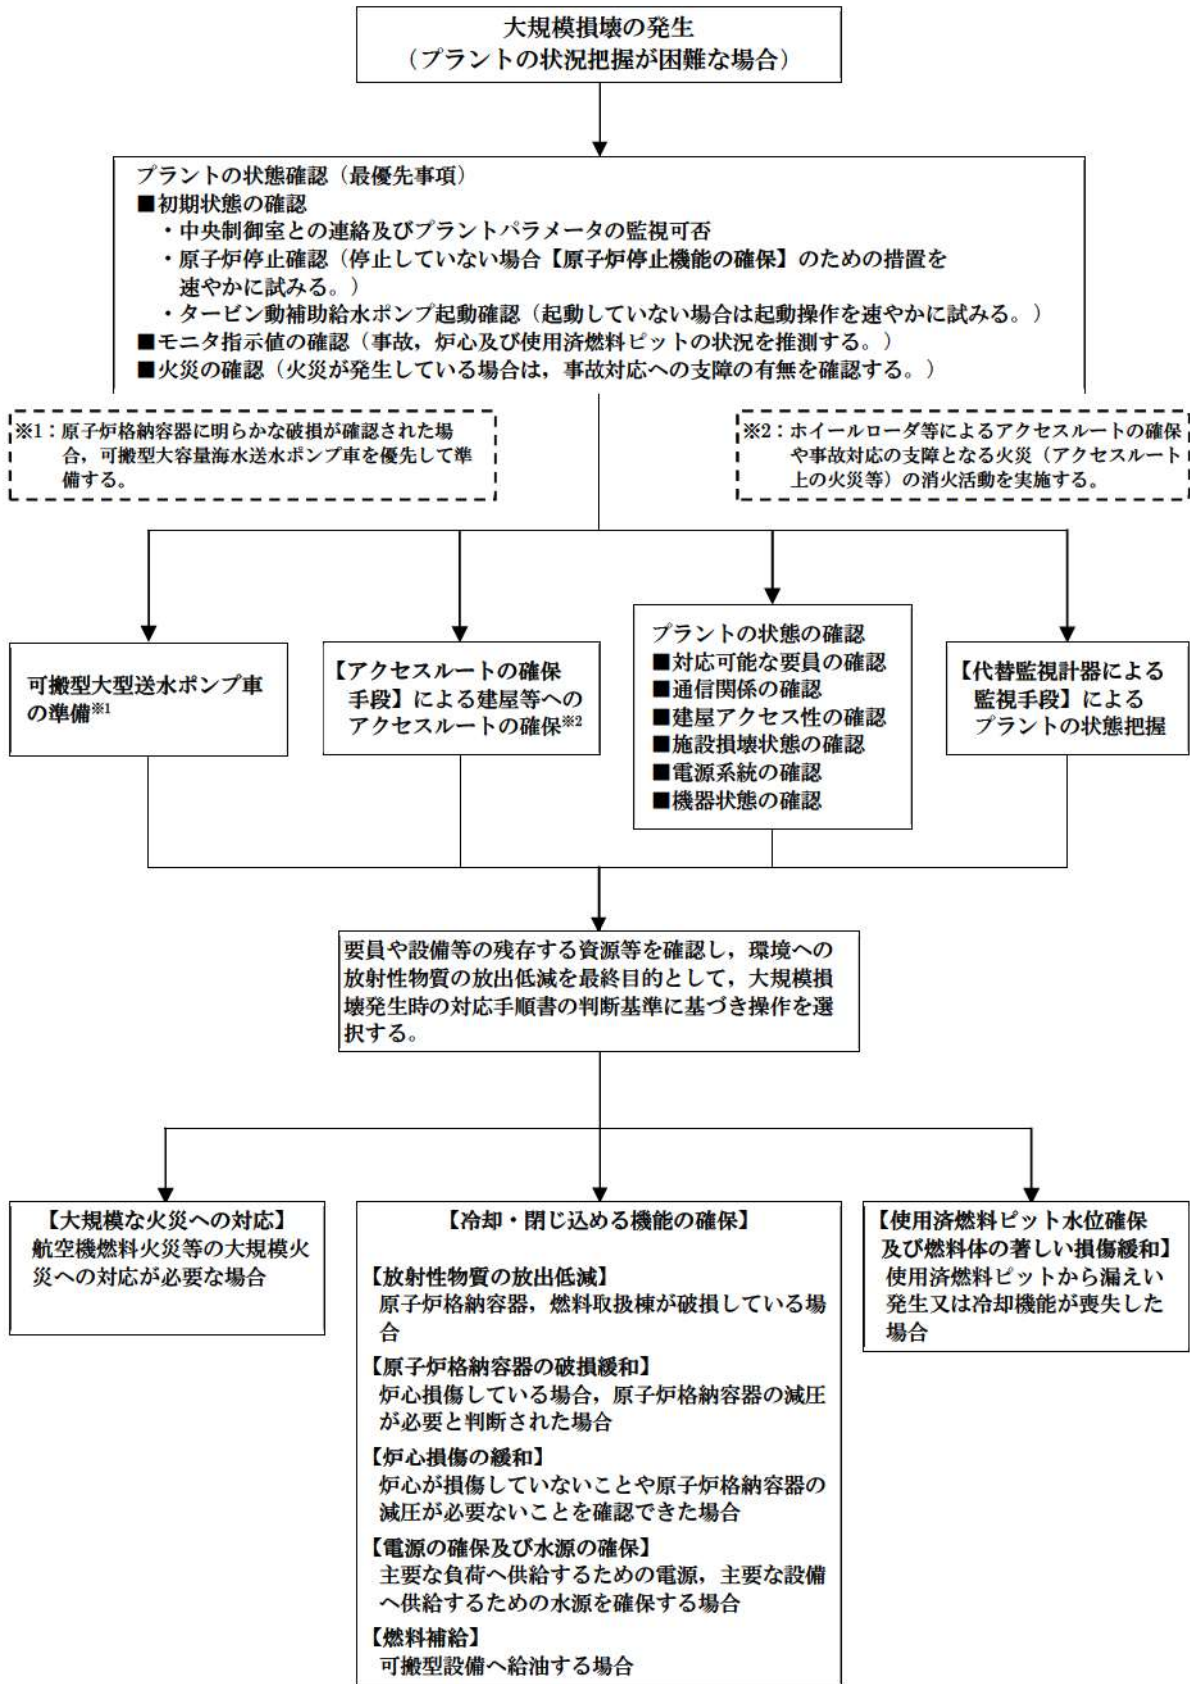 大規模損壊の発生
（プラントの状況把握が困難な場合）
プラントの状態確認（最優先事項）
■初期状態の確認
・中央制御室との連絡及びプラントパラメータの監視可否
・原子炉停止確認（停止していない場合【原子炉停止機能の確保】のための措置を
速やかに試みる。）
・タービン動補助給水ポンプ起動確認（起動していない場合は起動操作を速やかに試みる。）
■モニタ指示値の確認（事故，炉心及び使用済燃料ピットの状況を推測する。）
■火災の確認（火災が発生している場合は，事故対応への支障の有無を確認する。）
※1：原子炉格納容器に明らかな破損が確認された場
合，可搬型大容量海水送水ポンプ車を優先して準
備する。
※2：ホイールローダ等によるアクセスルートの確保
や事故対応の支障となる火災（アクセスルート
上の火災等）の消火活動を実施する。
可搬型大型送水ポンプ車
の準備※1
【アクセスルートの確保
手段】による建屋等への
アクセスルートの確保※2
プラントの状態の確認
■対応可能な要員の確認
■通信関係の確認
■建屋アクセス性の確認
■施設損壊状態の確認
■電源系統の確認
■機器状態の確認
【代替監視計器による
監視手段】による
プラントの状態把握
要員や設備等の残存する資源等を確認し，環境への
放射性物質の放出低減を最終目的として，大規模損
壊発生時の対応手順書の判断基準に基づき操作を選
択する。
【大規模な火災への対応】
航空機燃料火災等の大規模火
災への対応が必要な場合
【冷却・閉じ込める機能の確保】
【放射性物質の放出低減】
原子炉格納容器，燃料取扱棟が破損している場
合
【原子炉格納容器の破損緩和】
炉心損傷している場合，原子炉格納容器の減圧
が必要と判断された場合
【炉心損傷の緩和】
炉心が損傷していないことや原子炉格納容器の
減圧が必要ないことを確認できた場合
【電源の確保及び水源の確保】
主要な負荷へ供給するための電源，主要な設備
へ供給するための水源を確保する場合
【燃料補給】
可搬型設備へ給油する場合
【使用済燃料ピット水位確保
及び燃料体の著しい損傷緩和】
使用済燃料ピットから漏えい
発生又は冷却機能が喪失した
場合